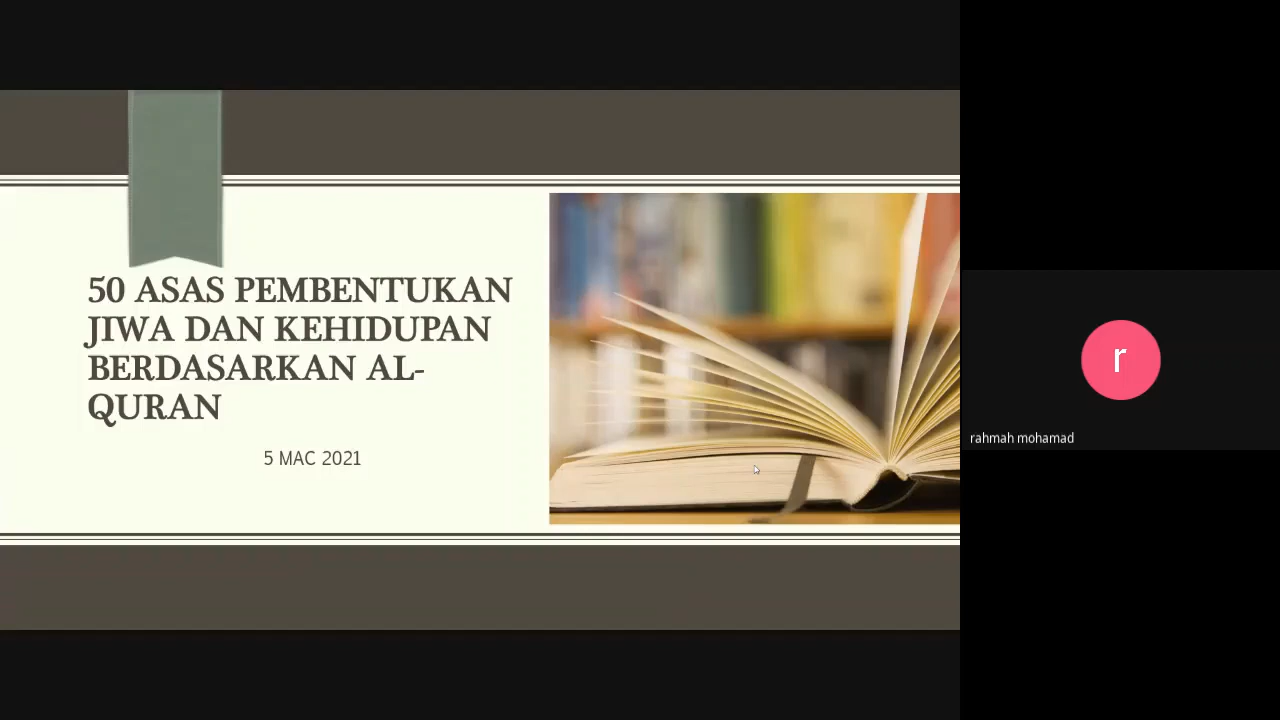 50 ASAS PEMBENTUKAN
JIWA DAN KEHIDUPAN
BERDASARKAN AL-
QURAN
5 MAC 2021
r
rahmah mohamad